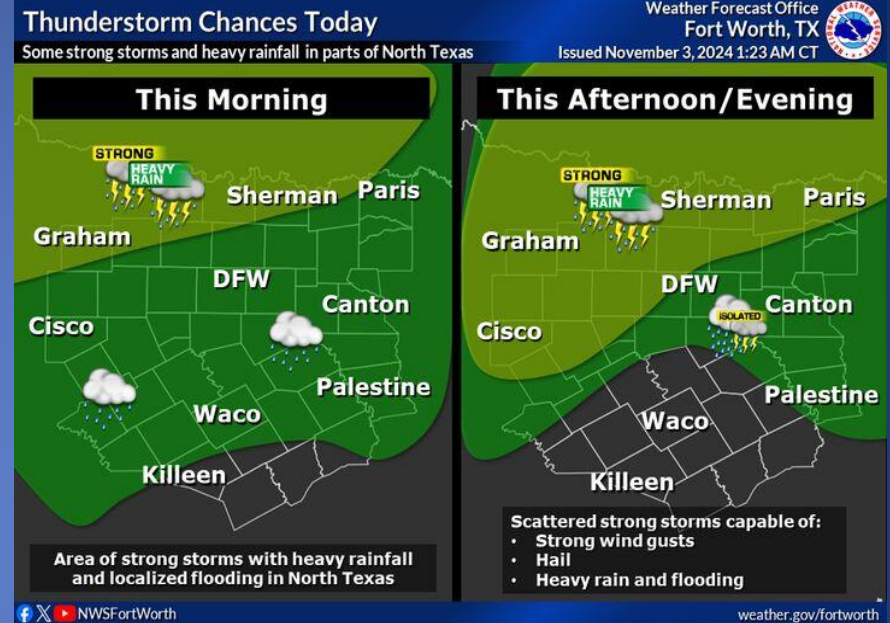 Thunderstorm Chances Today
Some strong storms and heavy rainfall in parts of North Texas
Weather Forecast Office
Fort Worth, TX
Issued November 3, 2024 1:23 AM CT
NATIONAL WEATHER SERVICE
This Morning
STRONG
HEAVY
RAIN
Sherman
Paris
Graham
DFW
Canton
Cisco
Palestine
Waco
Killeen
Area of strong storms with heavy rainfall
and localized flooding in North Texas
This Afternoon/Evening
STRONG
HEAVY
RAIN
Sherman
Paris
Graham
DFW
Canton
ISOLATED
Cisco
Palestine
Waco
Killeen
Scattered strong storms capable of:
• Strong wind gusts
• Hail
• Heavy rain and flooding
NWSFortWorth
weather.gov/fortworth